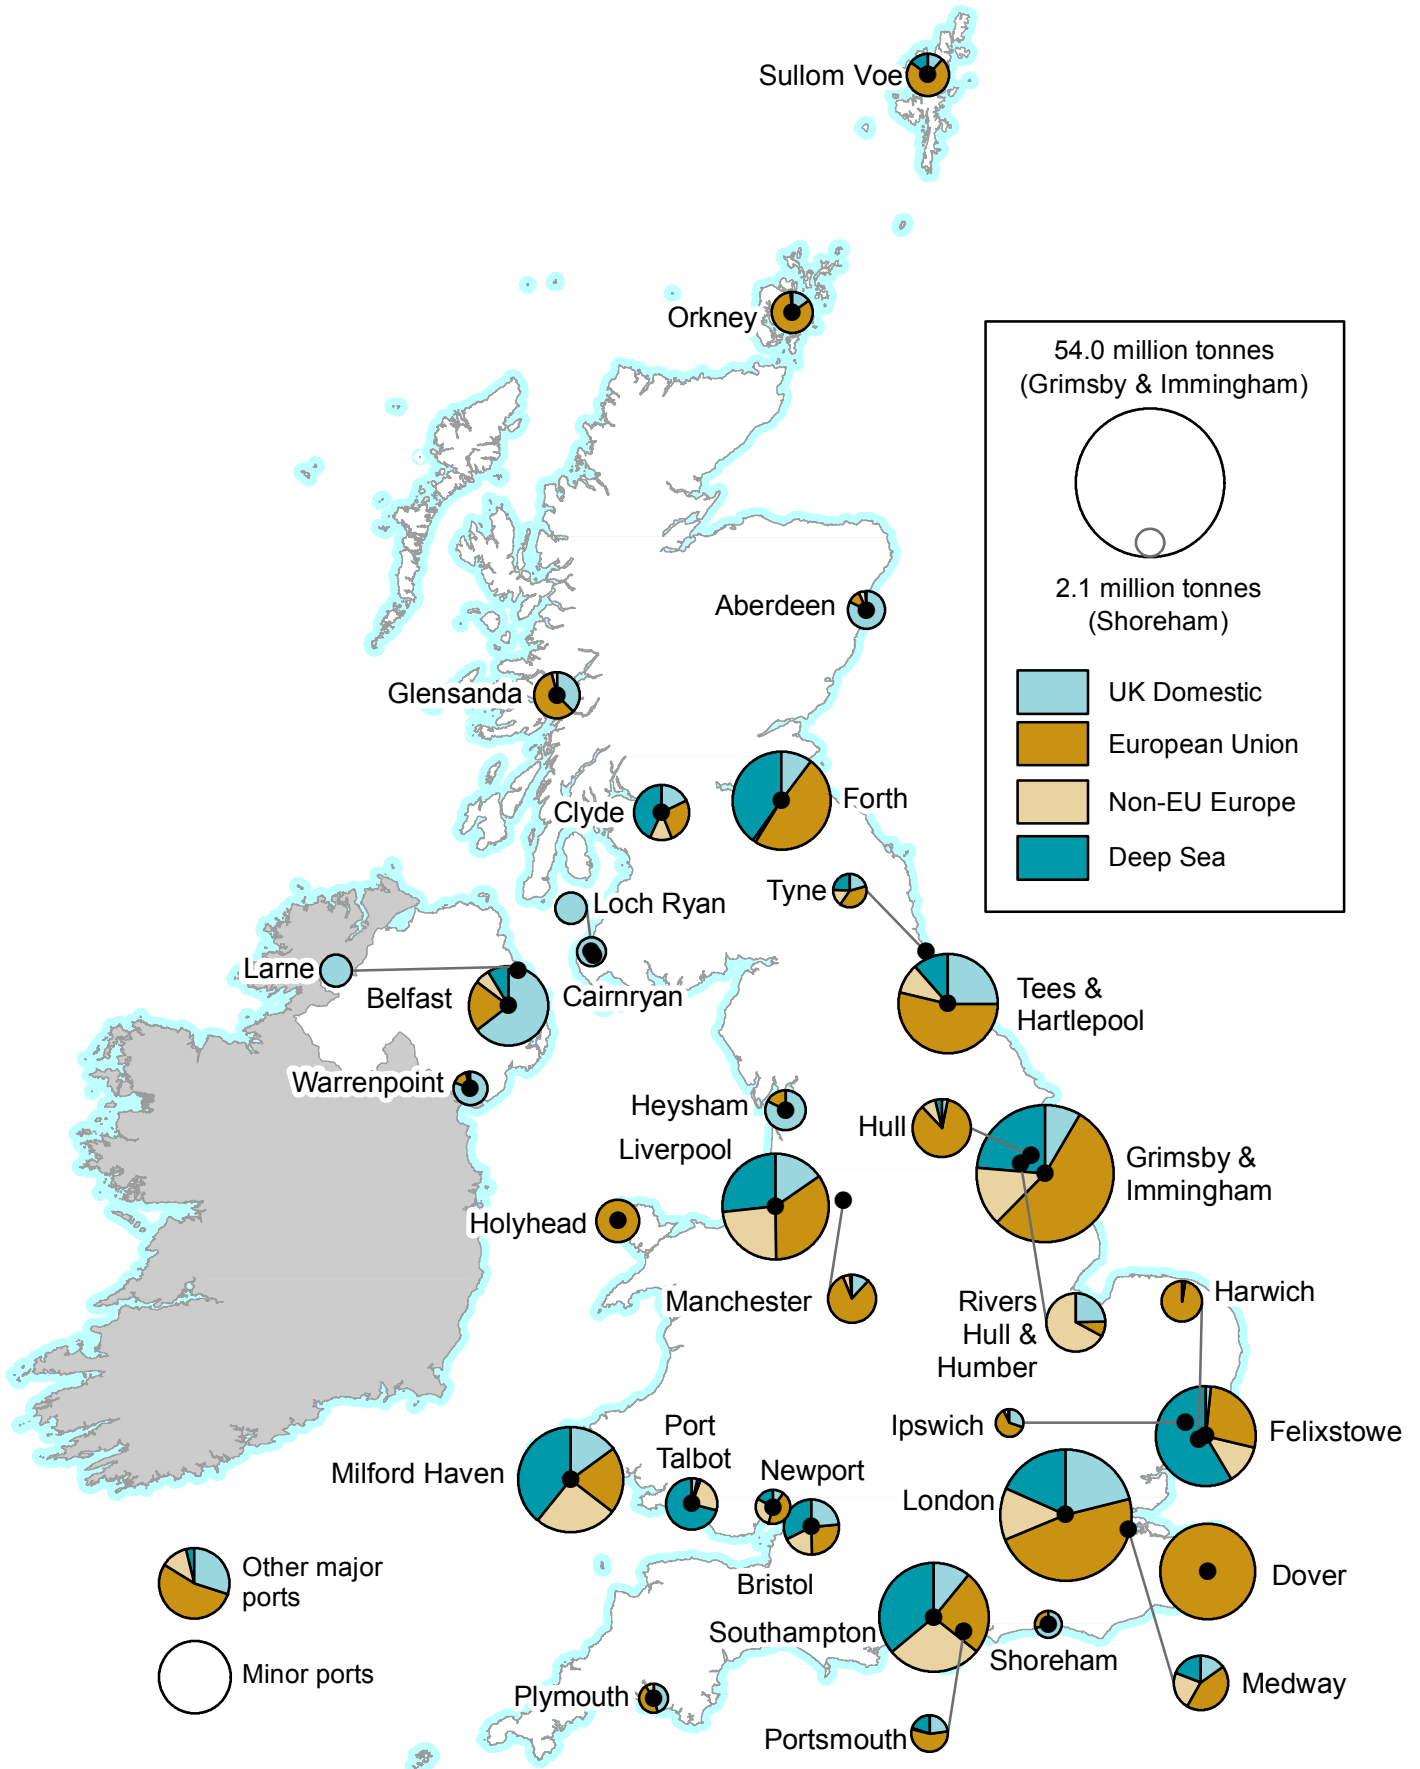 Sullom Voe
Orkney
54.0 million tonnes
(Grimsby & Immingham)
2.1 million tonnes
(Shoreham)
UK Domestic
European Union
Non-EU Europe
Deep Sea
Aberdeen
Glensanda
Clyde
Forth
Tyne
Loch Ryan
Larne
Belfast
Cairnryan
Tees &
Hartlepool
Warrenpoint
Heysham
Liverpool
Hull
Grimsby &
Immingham
Holyhead
Manchester
Rivers
Hull &
Humber
Harwich
Ipswich
Felixstowe
Milford Haven
Port
Talbot
Newport
London
Bristol
Dover
Other major
ports
Southampton
Shoreham
Minor ports
Plymouth
Medway
Portsmouth